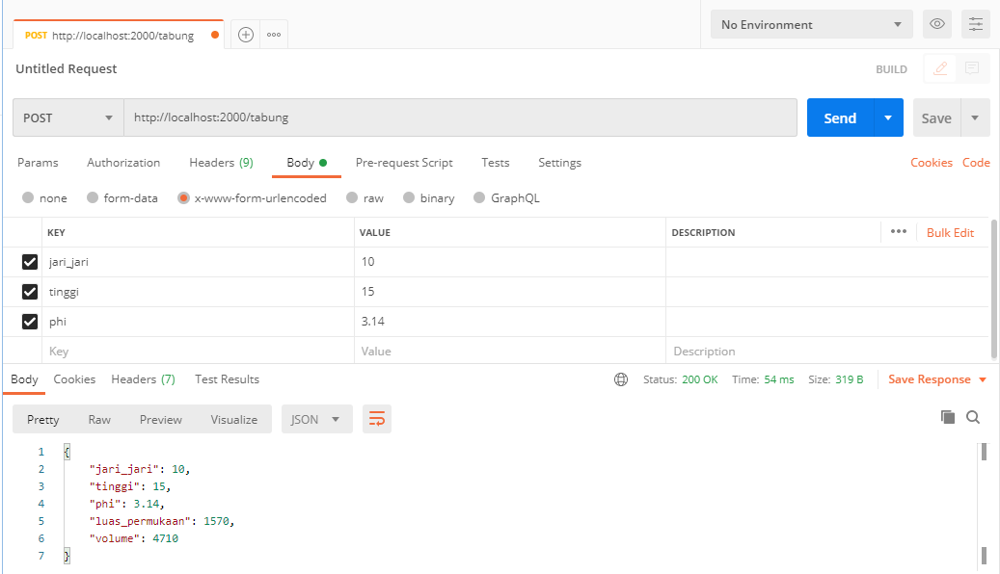 POST http://localhost:2000/tabung
No Environment
Untitled Request
BUILD
POST http://localhost:2000/tabung Send Save
Params Authorization Headers (9) Body Pre-request Script Tests Settings Cookies Code
none form-data x-www-form-urlencoded raw binary GraphQL
KEY VALUE DESCRIPTION ••• Bulk Edit
jari_jari 10
tinggi 15
phi 3.14
Key Value Description
Body Cookies Headers (7) Test Results Status: 200 OK Time: 54 ms Size: 319 B Save Response
Pretty Raw Preview Visualize JSON
1 {
2 "jari_jari": 10,
3 "tinggi": 15,
4 "phi": 3.14,
5 "luas_permukaan": 1570,
6 "volume": 4710
7 }